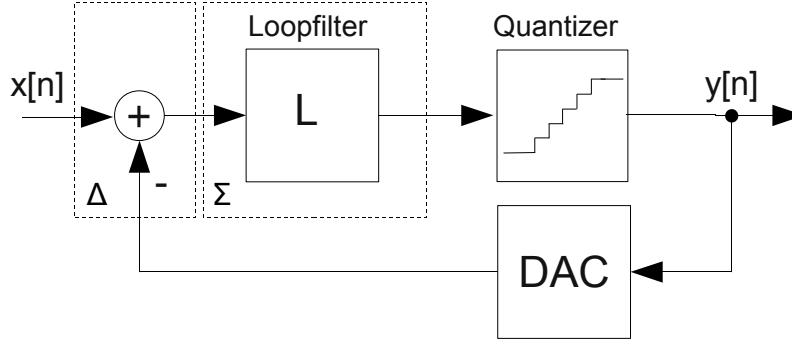 Loopfilter
Quantizer
x[n]
+
L
y[n]
-
Δ
Σ
DAC